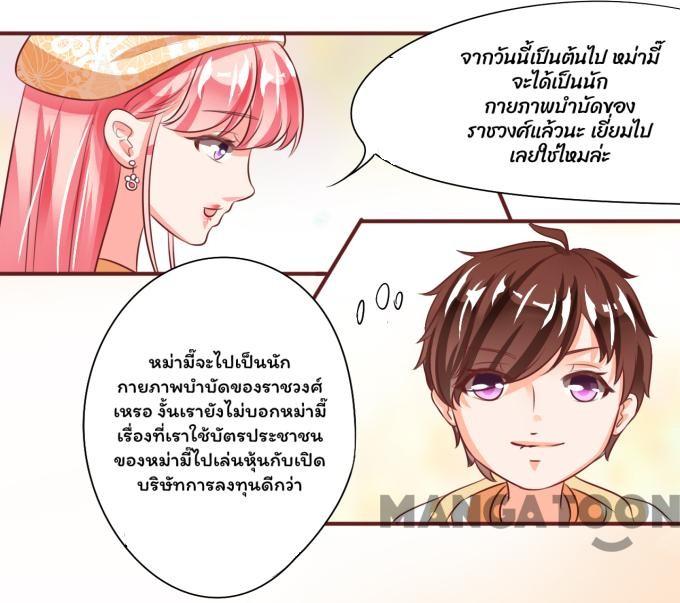 จากวันนี้เป็นต้นไป หม่ามี๊
จะได้เป็นนัก
กายภาพบำบัดของ
ราชวงศ์แล้วนะ เยี่ยมไป
เลยใช่ไหมล่ะ
หม่ามี๊จะไปเป็นนัก
กายภาพบำบัดของราชวงศ์
เหรอ งั้นเรายังไม่บอกหม่ามี๊
เรื่องที่เราใช้บัตรประชาชน
ของหม่ามี๊ไปเล่นหุ้นกับเปิด
บริษัทการลงทุนดีกว่า
MANGATOON